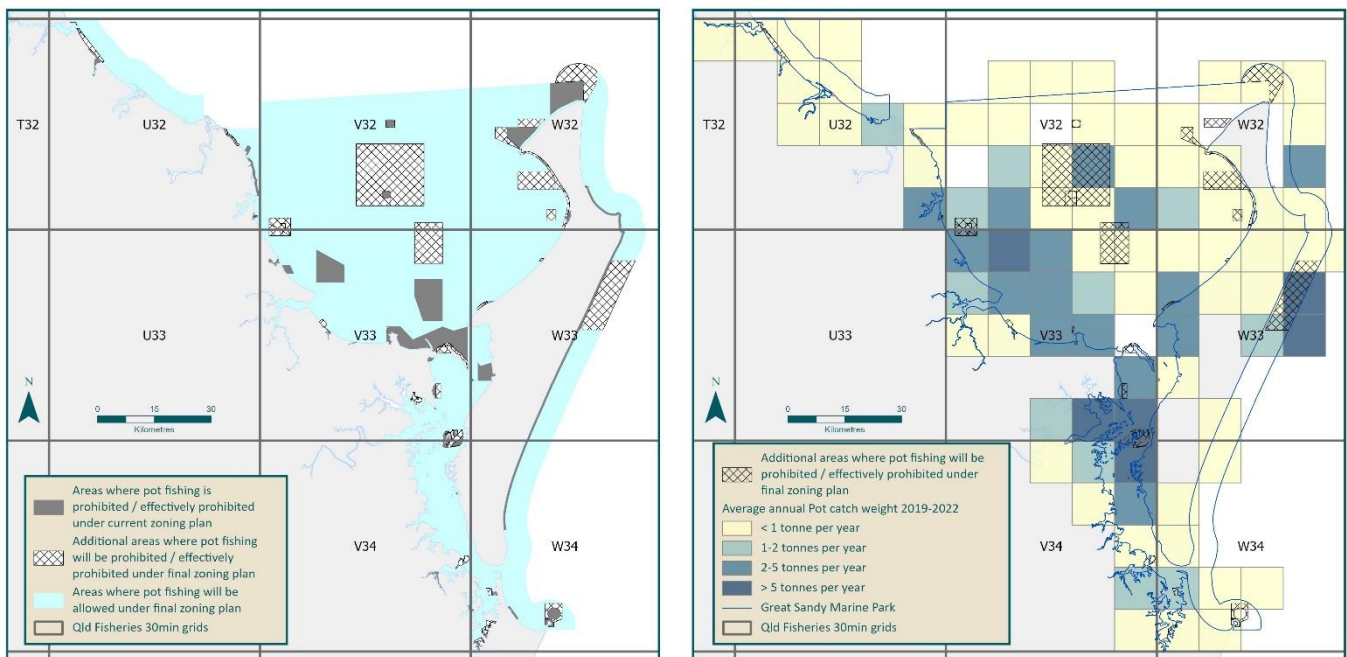 T32
U32
V32
W32
U33
V33
W33
V34
W34
N
0
15
30
Kilometres
Areas where pot fishing is
prohibited / effectively prohibited
under current zoning plan
Additional areas where pot fishing
will be prohibited / effectively
prohibited under final zoning plan
Areas where pot fishing will be
allowed under final zoning plan
Qld Fisheries 30min grids
T32
U32
V32
W32
U33
V33
W33
V34
W34
N
0
15
30
Kilometres
Additional areas where pot fishing will be
prohibited / effectively prohibited under
final zoning plan
Average annual Pot catch weight 2019-2022
< 1 tonne per year
1-2 tonnes per year
2-5 tonnes per year
> 5 tonnes per year
Great Sandy Marine Park
Qld Fisheries 30min grids